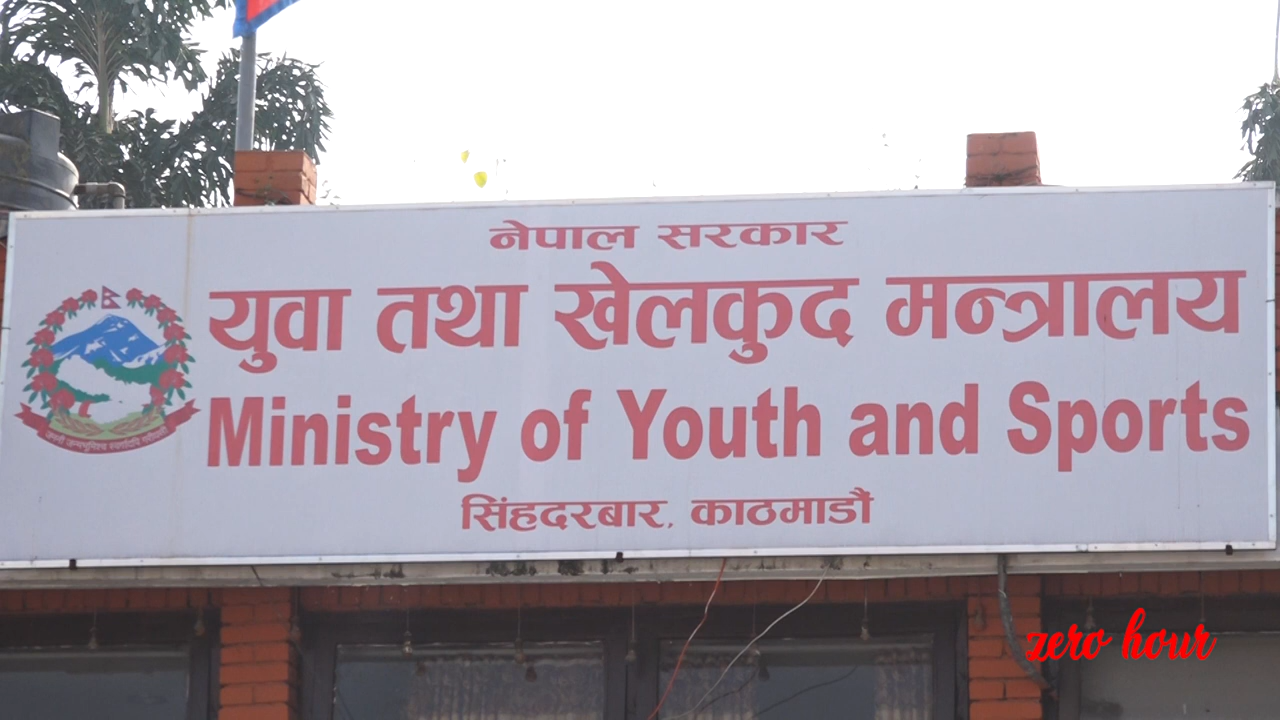 नेपाल सरकार
युवा तथा खेलकुद मन्त्रालय
Ministry of Youth and Sports
सिंहदरबार, काठमाडौं
zero hour